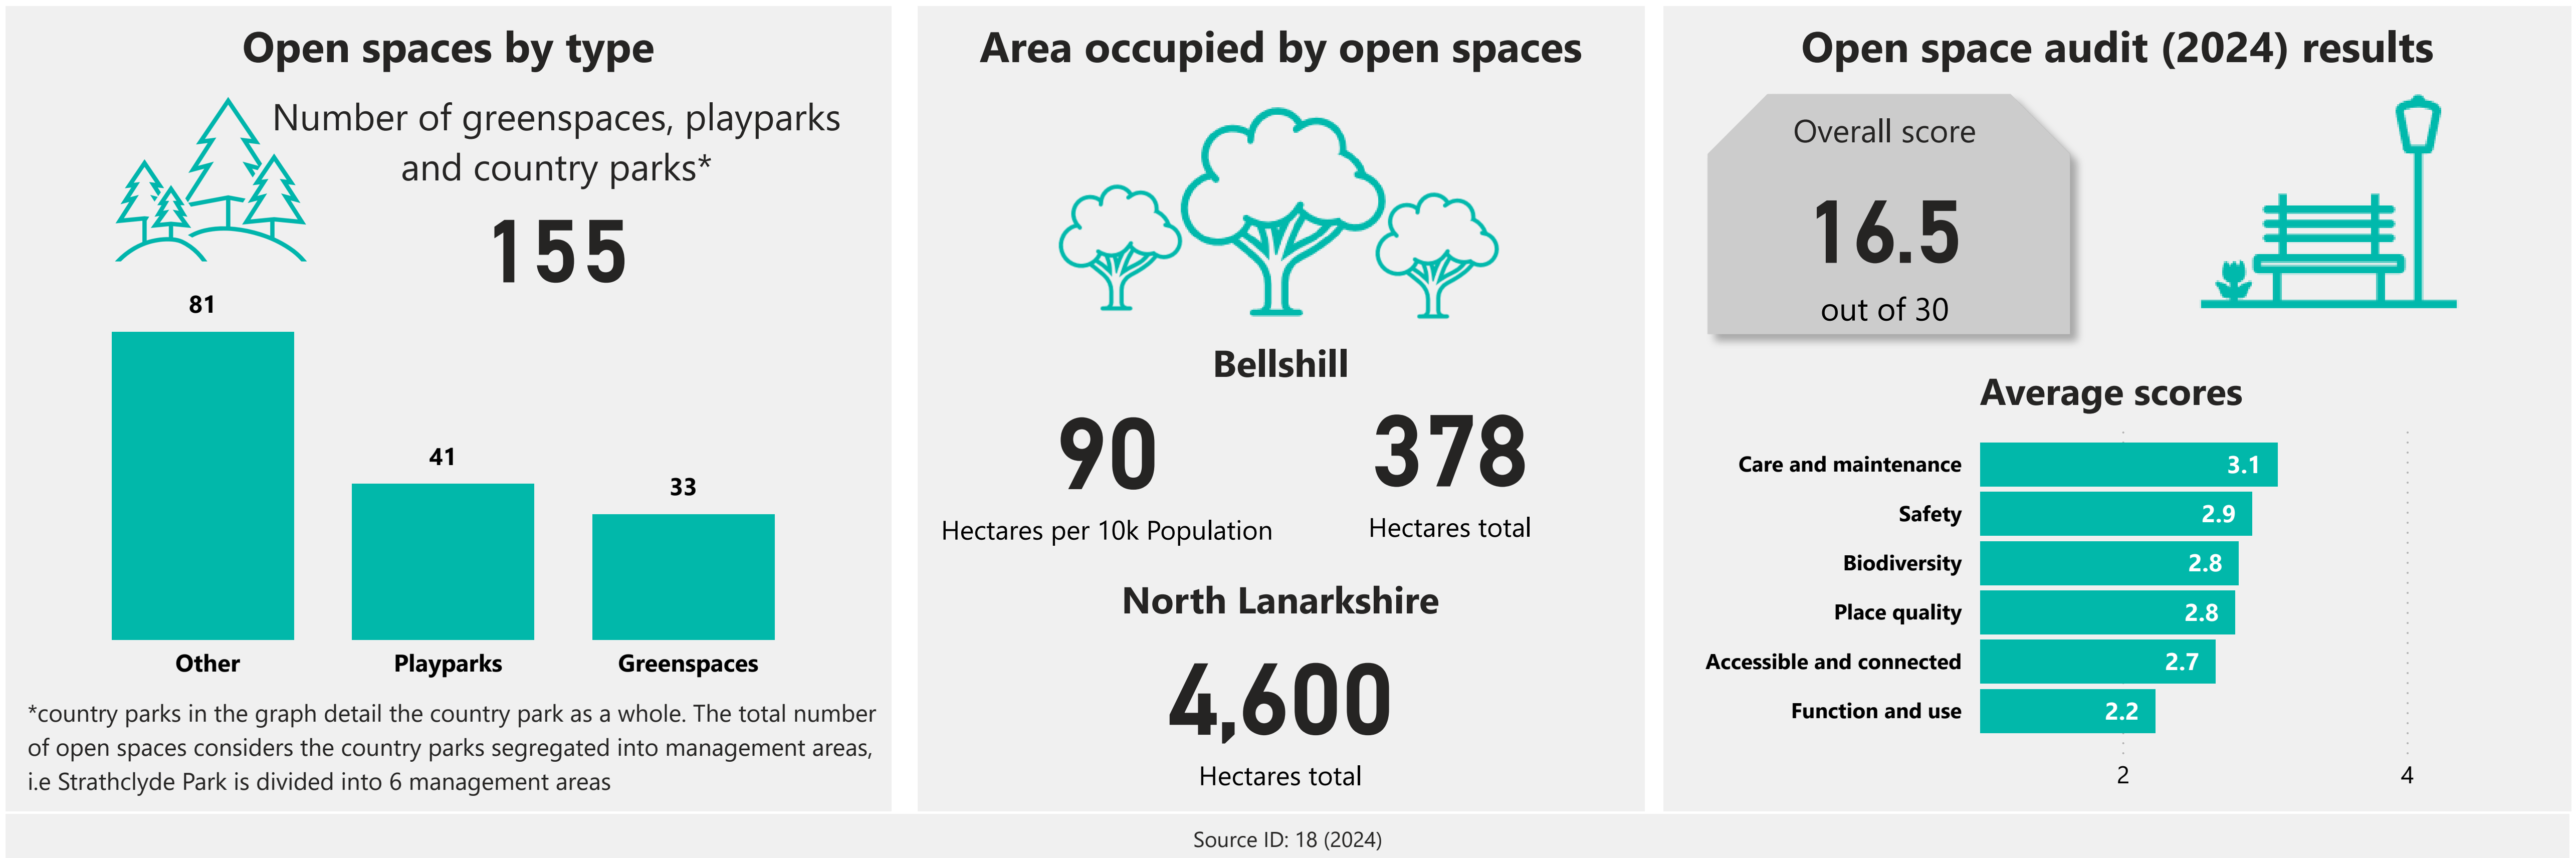 Open spaces by type
Number of greenspaces, playparks
and country parks*
155
81
41
33
Other
Playparks
Greenspaces
*country parks in the graph detail the country park as a whole. The total number
of open spaces considers the country parks segregated into management areas,
i.e Strathclyde Park is divided into 6 management areas
Area occupied by open spaces
Bellshill
90
Hectares per 10k Population
378
Hectares total
North Lanarkshire
4,600
Hectares total
Open space audit (2024) results
Overall score
16.5
out of 30
Average scores
Care and maintenance 3.1
Safety 2.9
Biodiversity 2.8
Place quality 2.8
Accessible and connected 2.7
Function and use 2.2
2 4
Source ID: 18 (2024)